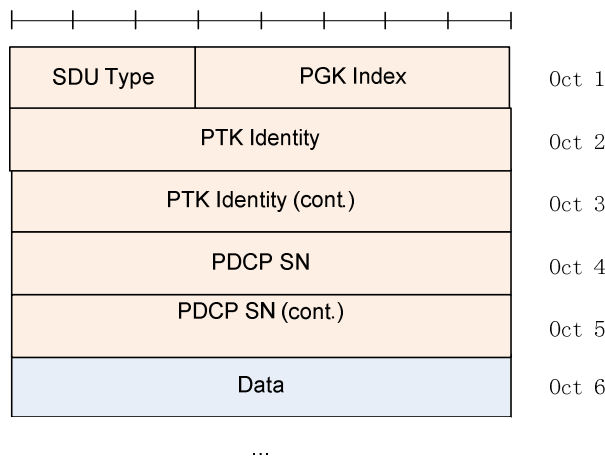 SDU Type PGK Index Oct 1
PTK Identity Oct 2
PTK Identity (cont.) Oct 3
PDCP SN Oct 4
PDCP SN (cont.) Oct 5
Data Oct 6
...